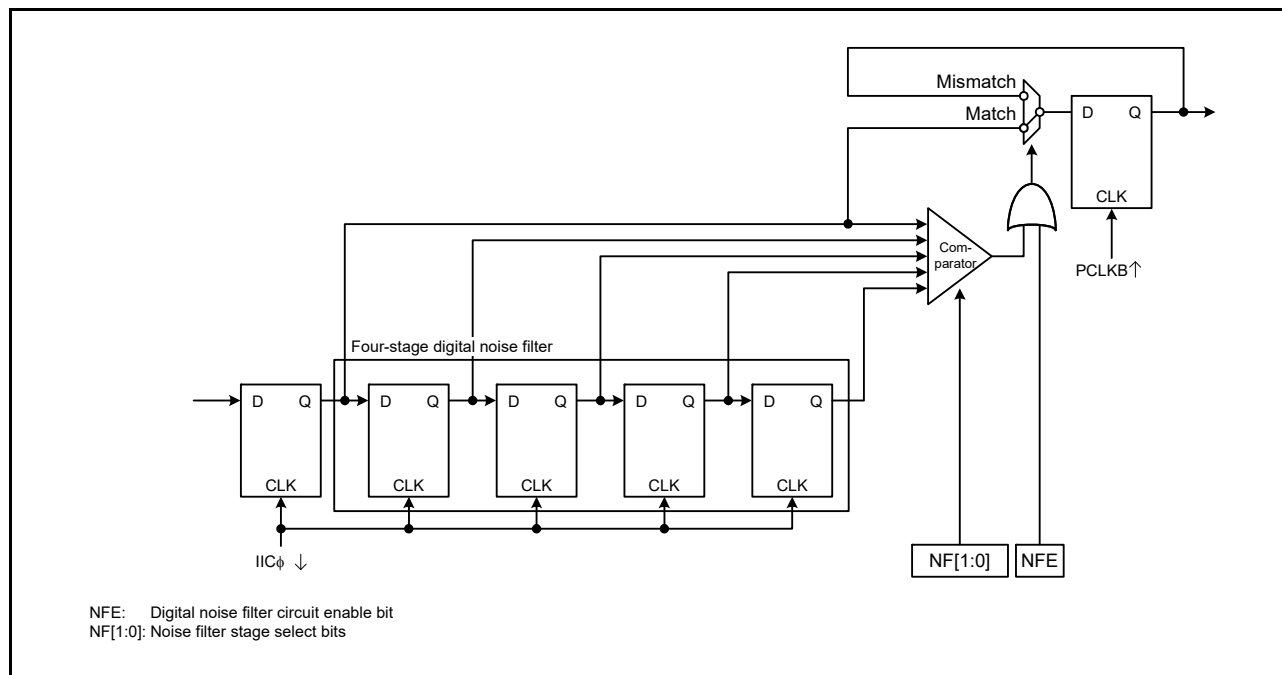 Mismatch
Match
D Q
CLK
PCLKB↑
Com-
parator
Four-stage digital noise filter
D Q
D Q
D Q
D Q
D Q
CLK
CLK
CLK
CLK
CLK
IICϕ ↓
NF[1:0]
NFE
NFE: Digital noise filter circuit enable bit
NF[1:0]: Noise filter stage select bits